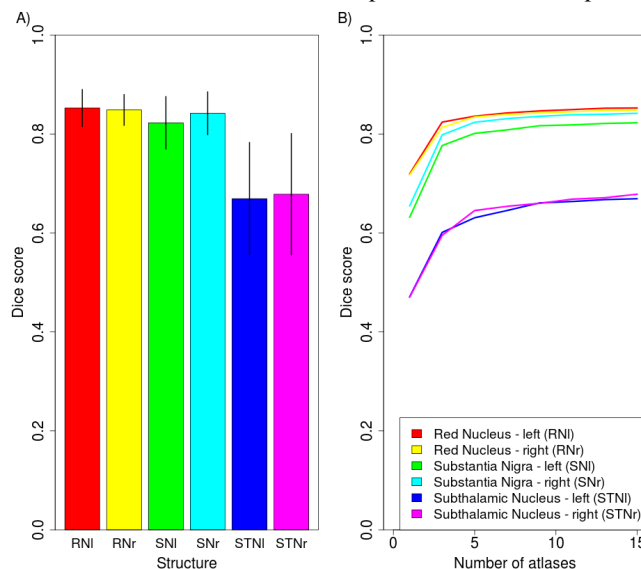 A)
Dice score
0.0
0.2
0.4
0.6
0.8
1.0
RNl
RNr
SNl
SNr
STNl
STNr
Structure
B)
Dice score
0.0
0.2
0.4
0.6
0.8
1.0
Red Nucleus - left (RNl)
Red Nucleus - right (RNr)
Substantia Nigra - left (SNl)
Substantia Nigra - right (SNr)
Subthalamic Nucleus - left (STNl)
Subthalamic Nucleus - right (STNr)
0
5
10
15
Number of atlases